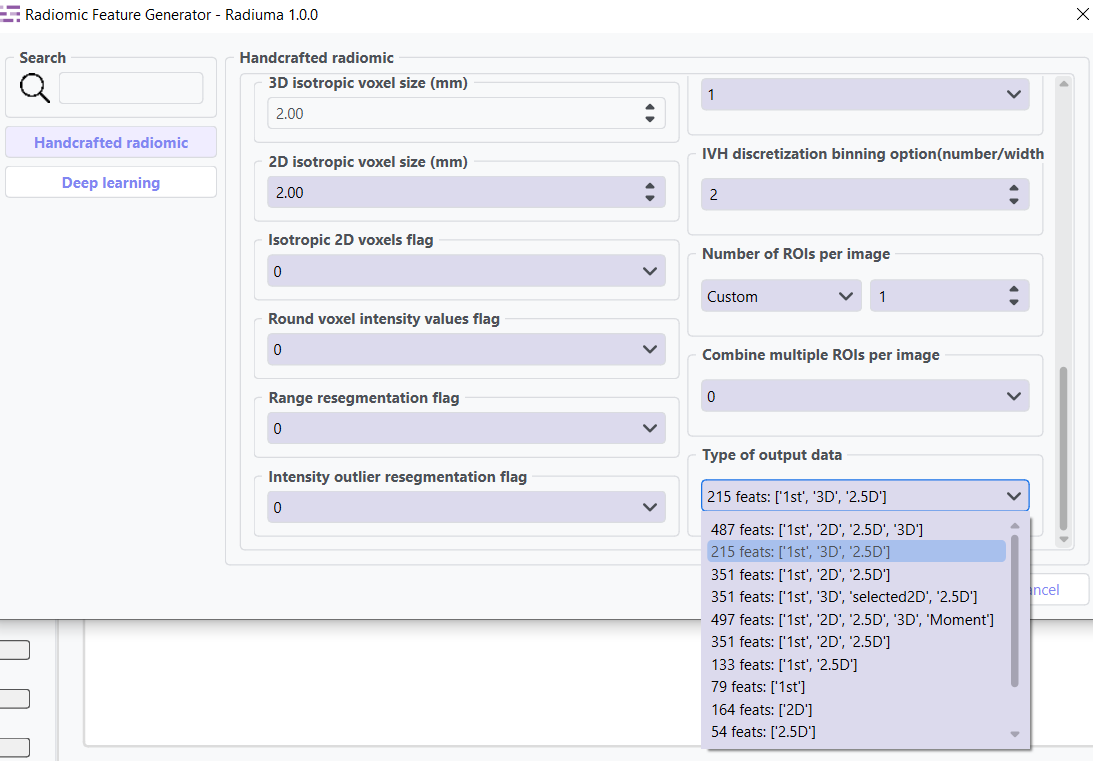 Radiomic Feature Generator - Radiuma 1.0.0
Search
Handcrafted radiomic
Deep learning
Handcrafted radiomic
3D isotropic voxel size (mm)
2.00
2D isotropic voxel size (mm)
2.00
Isotropic 2D voxels flag
0
Round voxel intensity values flag
0
Range resegmentation flag
0
Intensity outlier resegmentation flag
0
1
IVH discretization binning option(number/width
2
Number of ROIs per image
Custom
1
Combine multiple ROIs per image
0
Type of output data
215 feats: ['1st', '3D', '2.5D']
487 feats: ['1st', '2D', '2.5D', '3D']
215 feats: ['1st', '3D', '2.5D']
351 feats: ['1st', '2D', '2.5D']
351 feats: ['1st', '3D', 'selected2D', '2.5D']
497 feats: ['1st', '2D', '2.5D', '3D', 'Moment']
351 feats: ['1st', '2D', '2.5D']
133 feats: ['1st', '2.5D']
79 feats: ['1st']
164 feats: ['2D']
54 feats: ['2.5D']
ncel